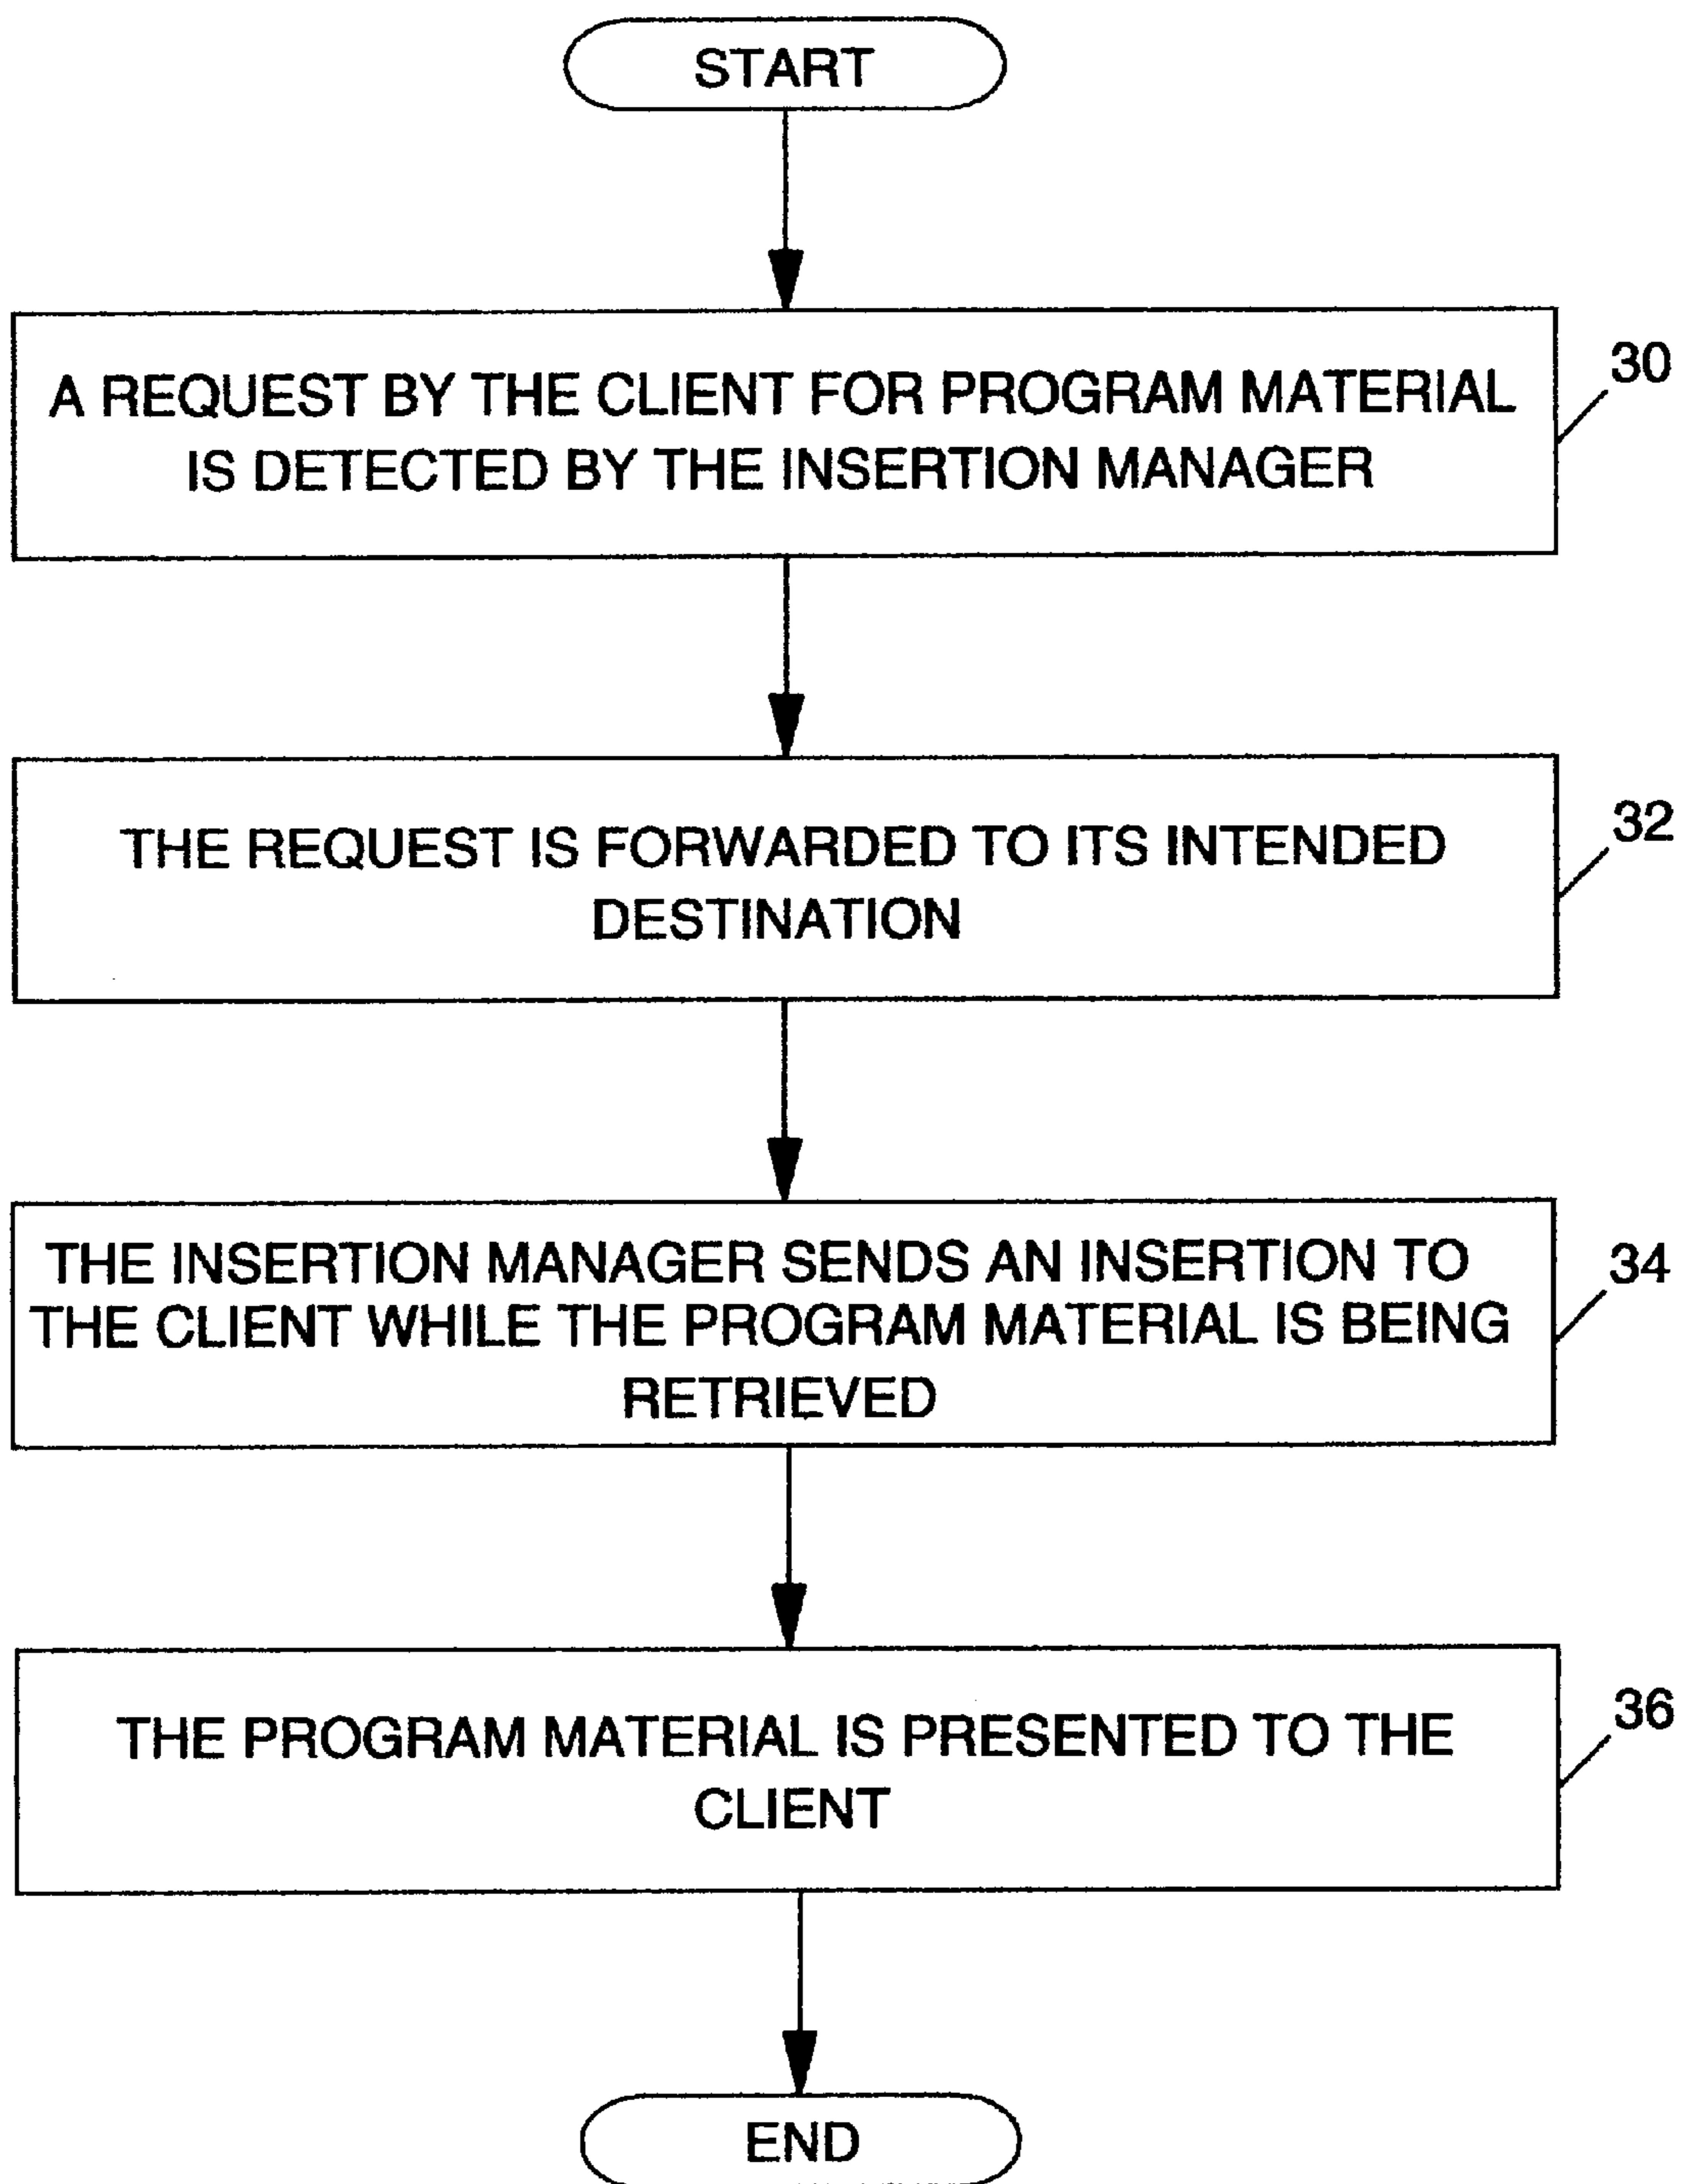 START
A REQUEST BY THE CLIENT FOR PROGRAM MATERIAL
IS DETECTED BY THE INSERTION MANAGER
30
THE REQUEST IS FORWARDED TO ITS INTENDED
DESTINATION
32
THE INSERTION MANAGER SENDS AN INSERTION TO
THE CLIENT WHILE THE PROGRAM MATERIAL IS BEING
RETRIEVED
34
THE PROGRAM MATERIAL IS PRESENTED TO THE
CLIENT
36
END